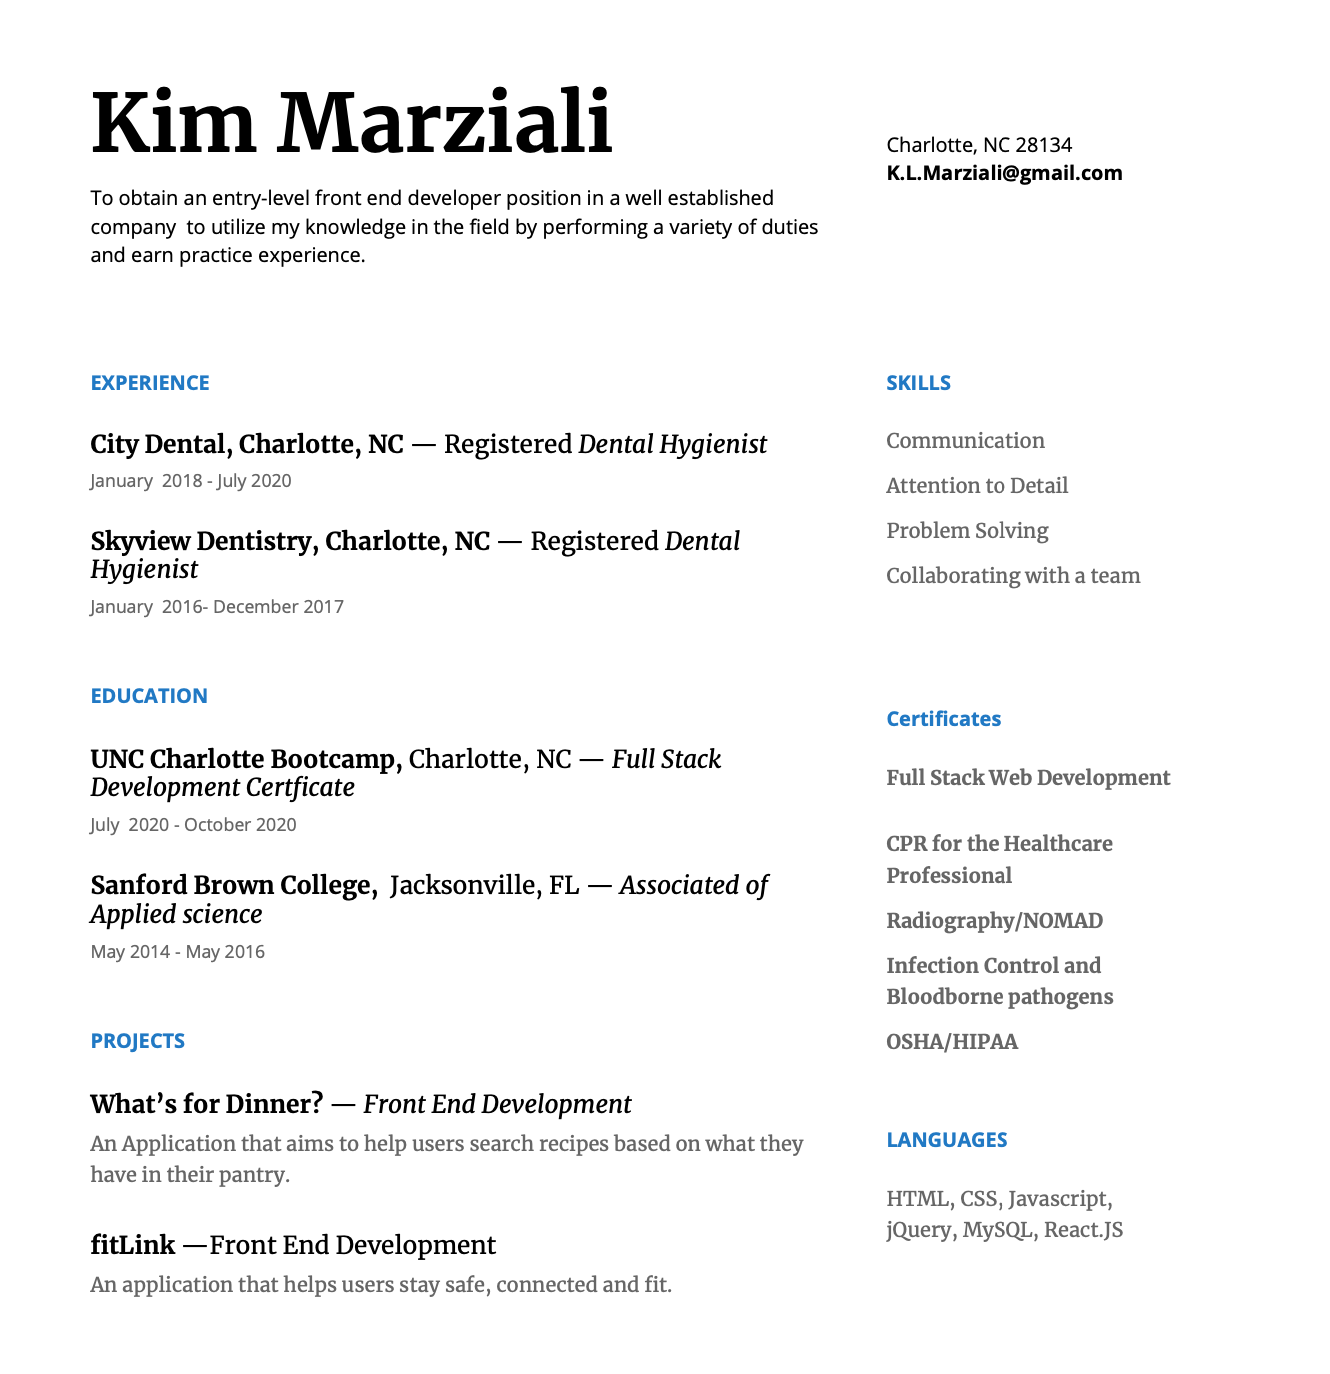 Kim Marziali
To obtain an entry-level front end developer position in a well established
company  to utilize my knowledge in the field by performing a variety of duties
and earn practice experience.
Charlotte, NC 28134
K.L.Marziali@gmail.com
EXPERIENCE
City Dental, Charlotte, NC — Registered Dental Hygienist
January  2018 - July 2020
Skyview Dentistry, Charlotte, NC — Registered Dental
Hygienist
January  2016- December 2017
EDUCATION
UNC Charlotte Bootcamp, Charlotte, NC — Full Stack
Development Certficate
July  2020 - October 2020
Sanford Brown College,  Jacksonville, FL — Associated of
Applied science
May 2014 - May 2016
PROJECTS
What’s for Dinner? — Front End Development
An Application that aims to help users search recipes based on what they
have in their pantry.
fitLink —Front End Development
An application that helps users stay safe, connected and fit.
SKILLS
Communication
Attention to Detail
Problem Solving
Collaborating with a team
Certificates
Full Stack Web Development
CPR for the Healthcare
Professional
Radiography/NOMAD
Infection Control and
Bloodborne pathogens
OSHA/HIPAA
LANGUAGES
HTML, CSS, Javascript,
jQuery, MySQL, React.JS